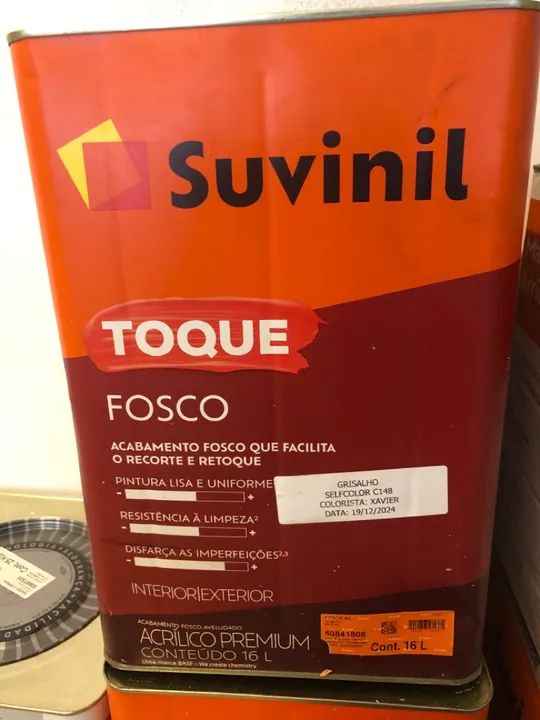 Suvinil
TOQUE
FOSCO
ACABAMENTO FOSCO QUE FACILITA
O RECORTE E RETOQUE
PINTURA LISA E UNIFORME
- +
RESISTÊNCIA À LIMPEZA²
- +
DISFARÇA AS IMPERFEIÇÕES²,³
- +
INTERIOR|EXTERIOR
GRISALHO
SELFCOLOR C148
COLORISTA: XAVIER
DATA: 19/12/2024
ACABAMENTO FOSCO AVELUDADO
ACRÍLICO PREMIUM
CONTEÚDO 16 L
Uma marca BASF - We create chemistry
50841808
Cont. 16 L
FACILIDADE